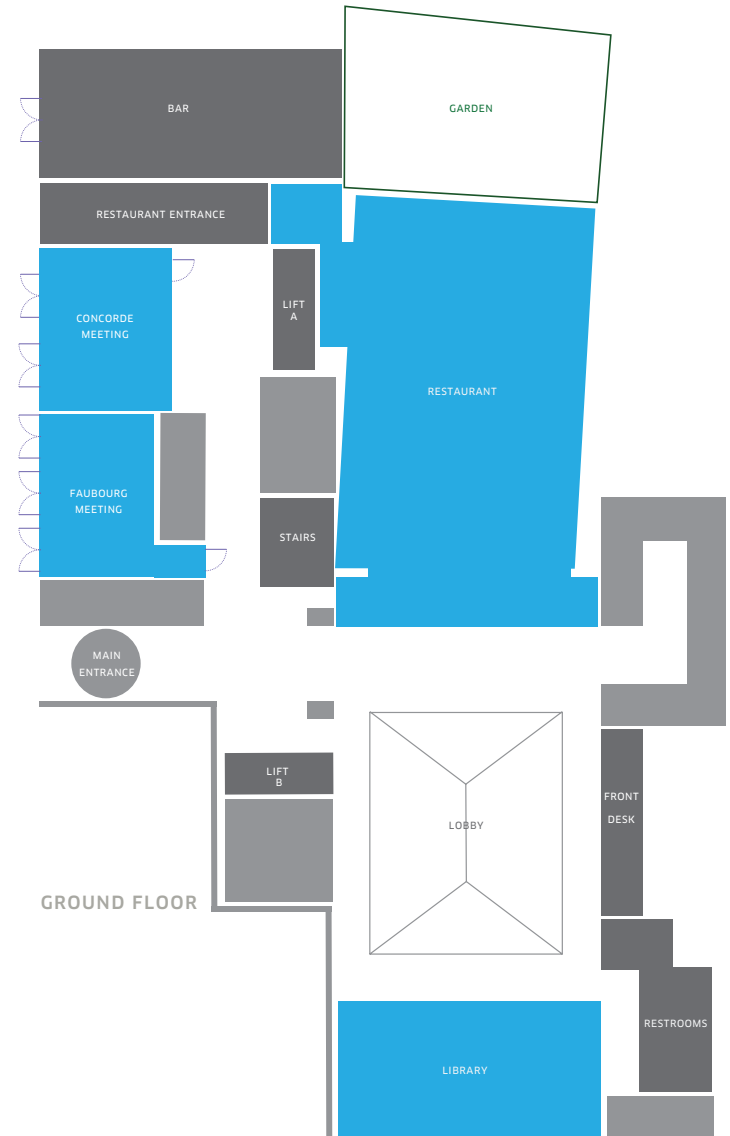 BAR
GARDEN
RESTAURANT ENTRANCE
LIFT
A
CONCORDE
MEETING
RESTAURANT
FAUBOURG
MEETING
STAIRS
MAIN
ENTRANCE
LIFT
B
FRONT
DESK
LOBBY
GROUND FLOOR
RESTROOMS
LIBRARY